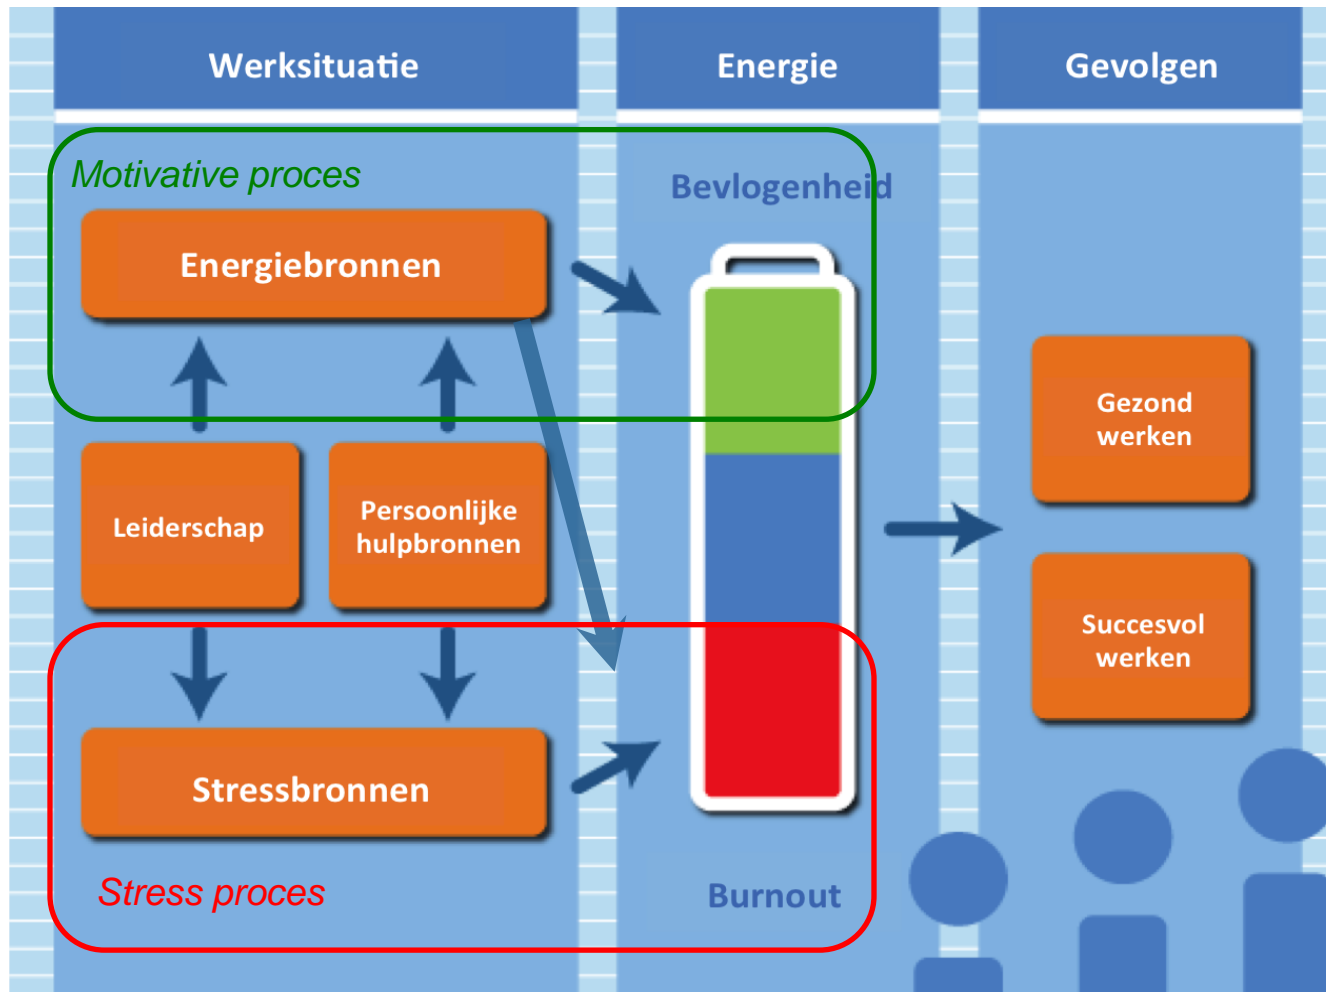 Werksituatie
Energie
Gevolgen
Motivative proces
Bevlogenheid
Energiebronnen
Gezond
werken
Leiderschap
Persoonlijke
hulpbronnen
Succesvol
werken
Stressbronnen
Stress proces
Burnout